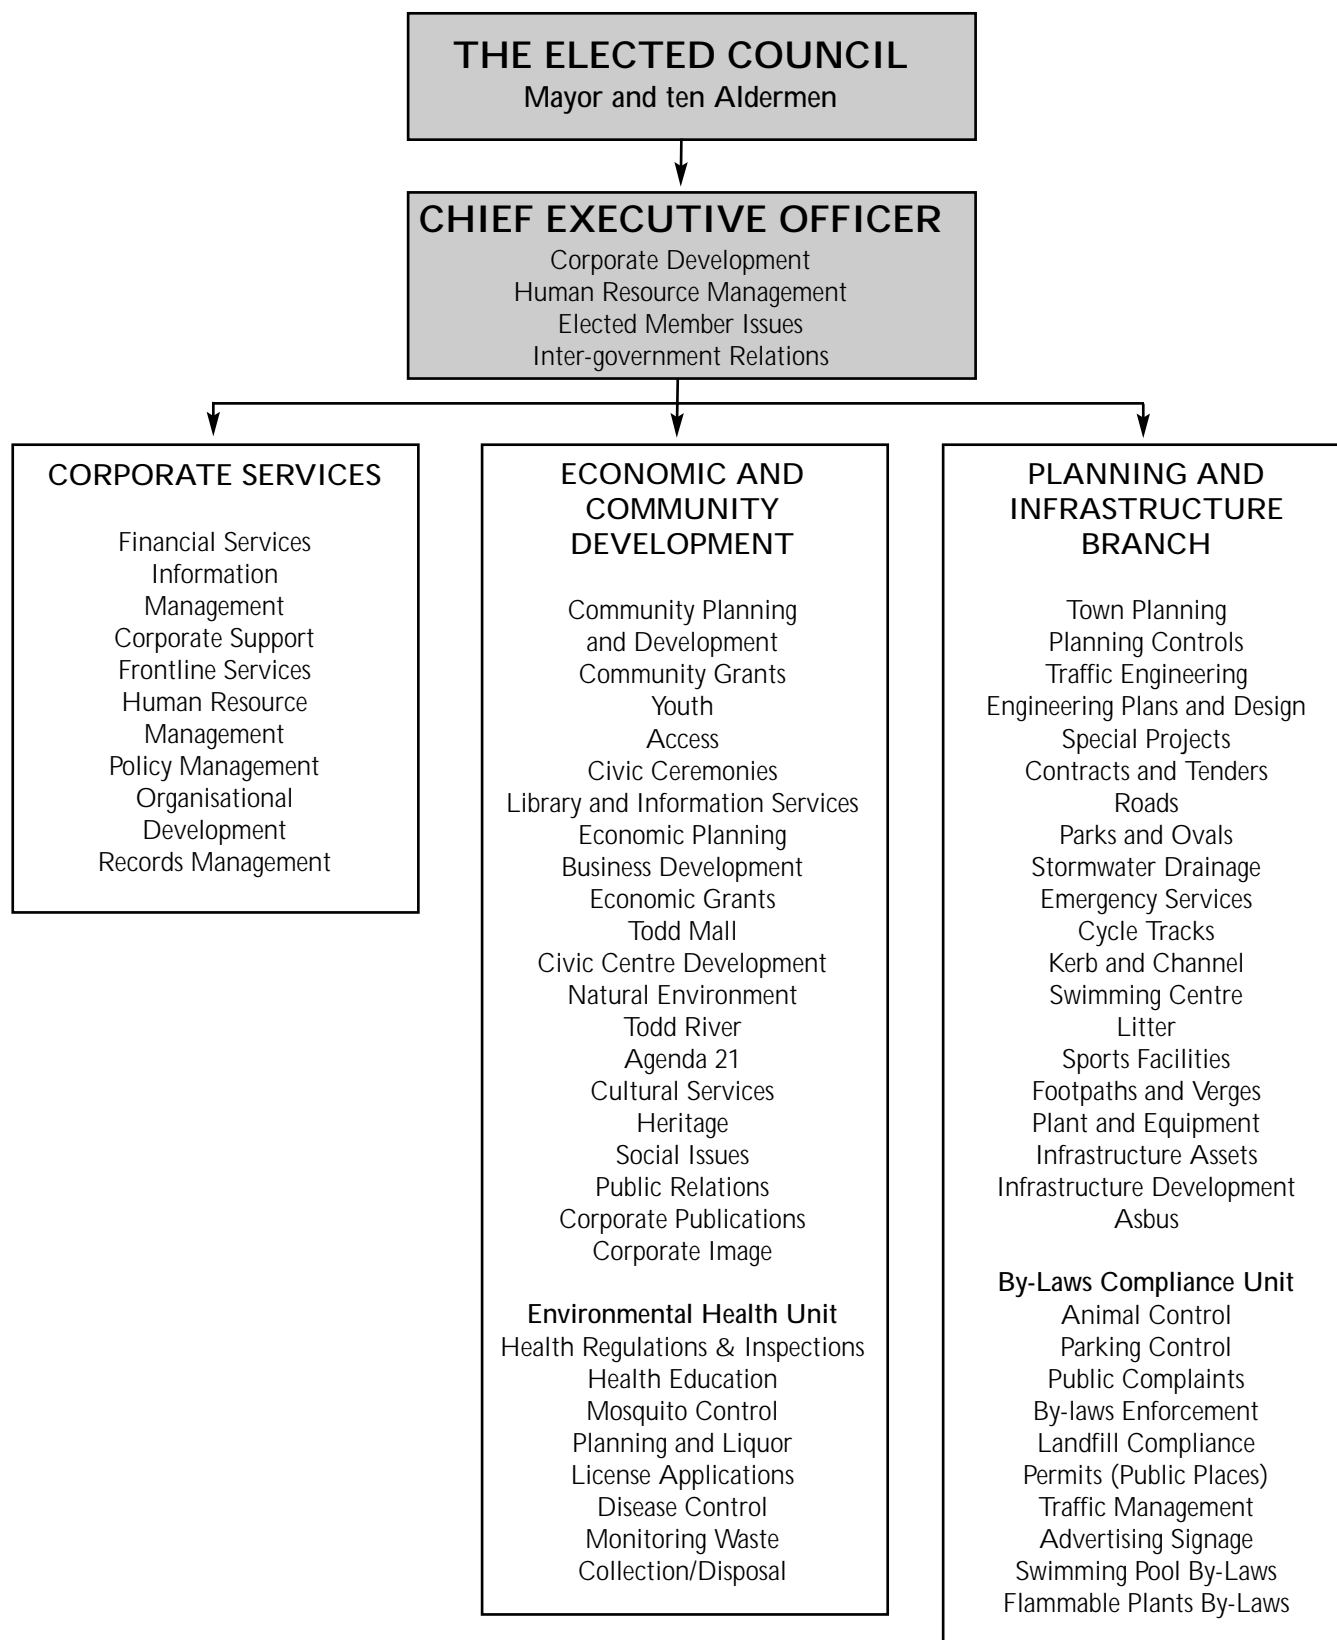 THE ELECTED COUNCIL
Mayor and ten Aldermen
CHIEF EXECUTIVE OFFICER
Corporate Development
Human Resource Management
Elected Member Issues
Inter-government Relations
CORPORATE SERVICES
Financial Services
Information
Management
Corporate Support
Frontline Services
Human Resource
Management
Policy Management
Organisational
Development
Records Management
ECONOMIC AND
COMMUNITY
DEVELOPMENT
Community Planning
and Development
Community Grants
Youth
Access
Civic Ceremonies
Library and Information Services
Economic Planning
Business Development
Economic Grants
Todd Mall
Civic Centre Development
Natural Environment
Todd River
Agenda 21
Cultural Services
Heritage
Social Issues
Public Relations
Corporate Publications
Corporate Image
Environmental Health Unit
Health Regulations & Inspections
Health Education
Mosquito Control
Planning and Liquor
License Applications
Disease Control
Monitoring Waste
Collection/Disposal
PLANNING AND
INFRASTRUCTURE
BRANCH
Town Planning
Planning Controls
Traffic Engineering
Engineering Plans and Design
Special Projects
Contracts and Tenders
Roads
Parks and Ovals
Stormwater Drainage
Emergency Services
Cycle Tracks
Kerb and Channel
Swimming Centre
Litter
Sports Facilities
Footpaths and Verges
Plant and Equipment
Infrastructure Assets
Infrastructure Development
Asbus
By-Laws Compliance Unit
Animal Control
Parking Control
Public Complaints
By-laws Enforcement
Landfill Compliance
Permits (Public Places)
Traffic Management
Advertising Signage
Swimming Pool By-Laws
Flammable Plants By-Laws